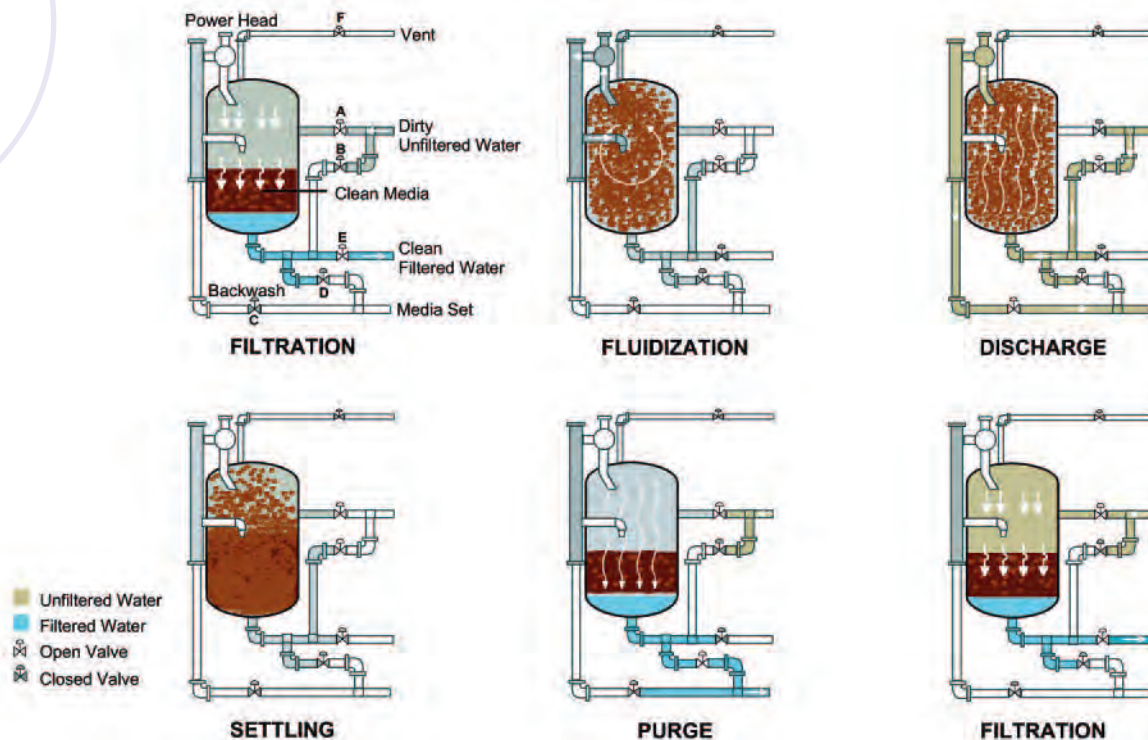 Power Head
F
Vent
A
Dirty
Unfiltered Water
B
Clean Media
E
Clean
Filtered Water
D
Backwash
C
Media Set
FILTRATION
FLUIDIZATION
DISCHARGE
Unfiltered Water
Filtered Water
Open Valve
Closed Valve
SETTLING
PURGE
FILTRATION